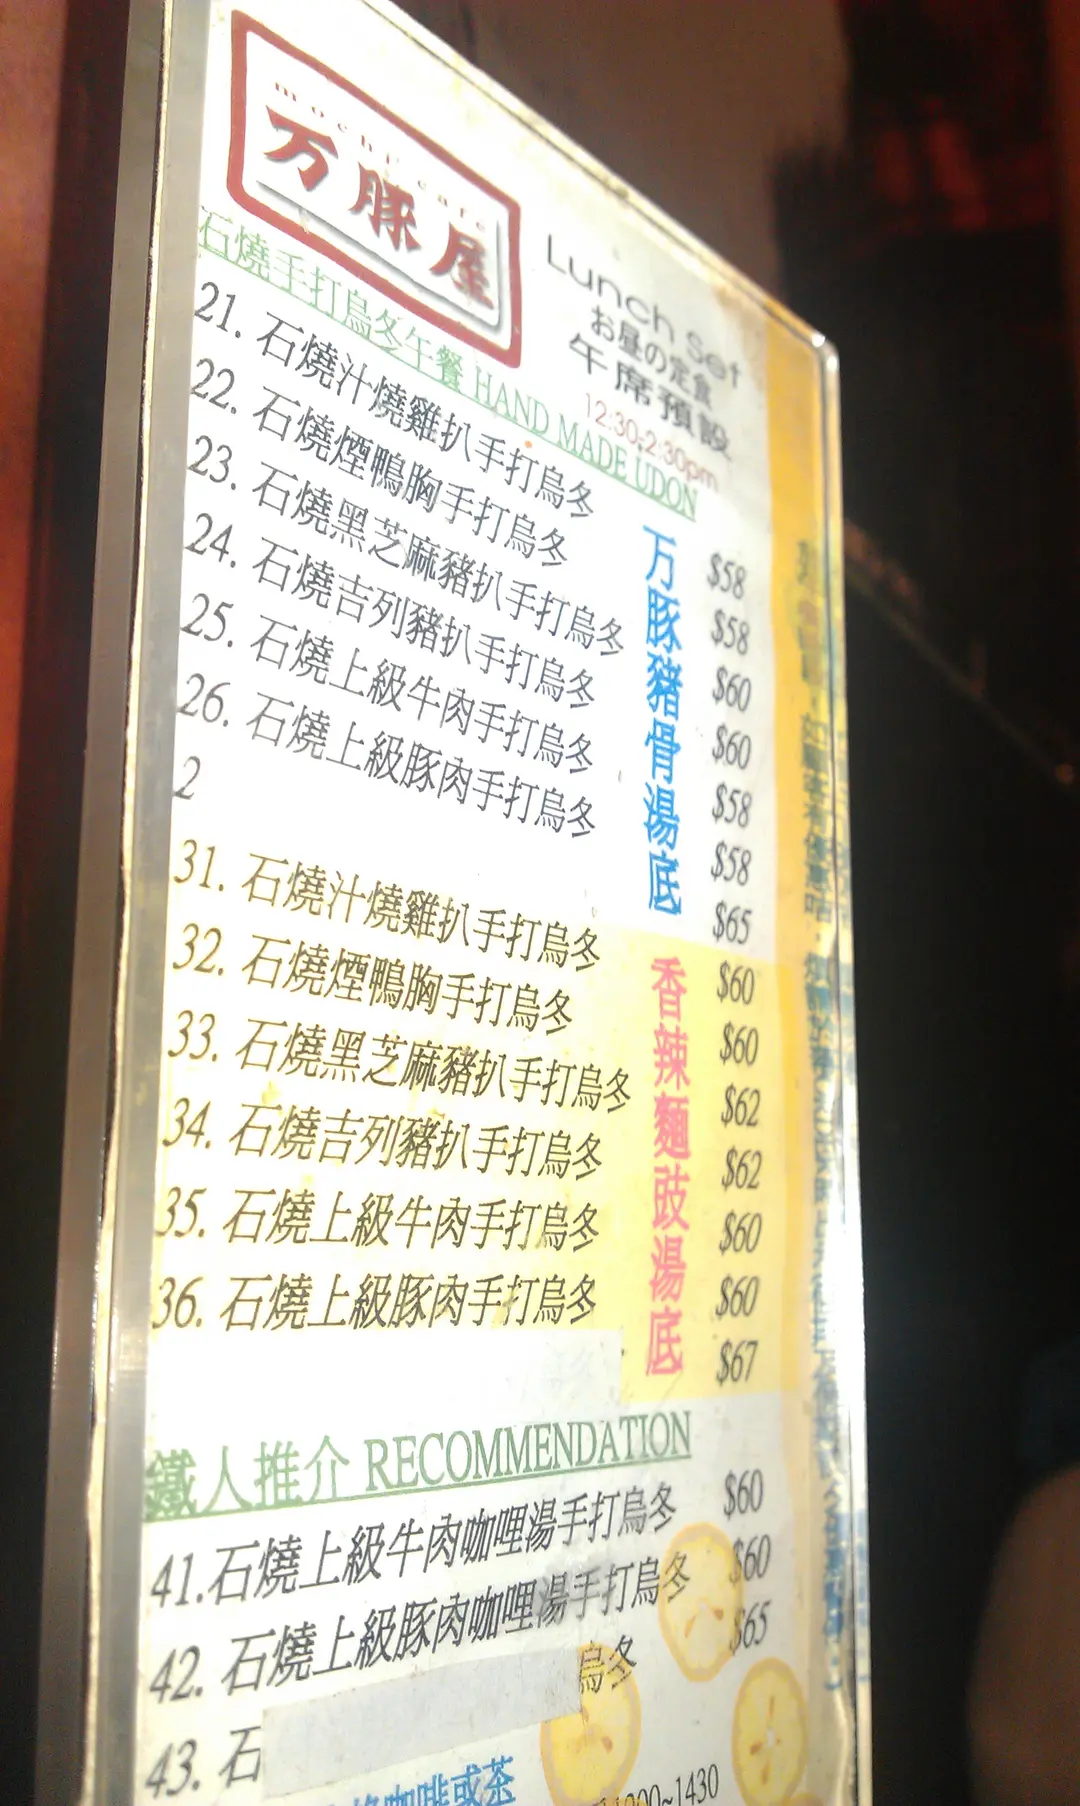 mochi cafe
万豚屋
Lunch Set
お昼の定食
午席預設
12:30-2:30pm
石燒手打烏冬午餐 HAND MADE UDON
21. 石燒汁燒雞扒手打烏冬 $58
22. 石燒煙鴨胸手打烏冬 $58
23. 石燒黑芝麻豬扒手打烏冬 $60
24. 石燒吉列豬扒手打烏冬 $60
25. 石燒上級牛肉手打烏冬 $58
26. 石燒上級豚肉手打烏冬 $58
2 $65
万豚豬骨湯底
31. 石燒汁燒雞扒手打烏冬 $60
32. 石燒煙鴨胸手打烏冬 $60
33. 石燒黑芝麻豬扒手打烏冬 $62
34. 石燒吉列豬扒手打烏冬 $62
35. 石燒上級牛肉手打烏冬 $60
36. 石燒上級豚肉手打烏冬 $60
$67
香辣麵豉湯底
鐵人推介 RECOMMENDATION
41.石燒上級牛肉咖哩湯手打烏冬 $60
42. 石燒上級豚肉咖哩湯手打烏冬 $60
43. 石 烏冬 $65
咖啡或茶
~1430